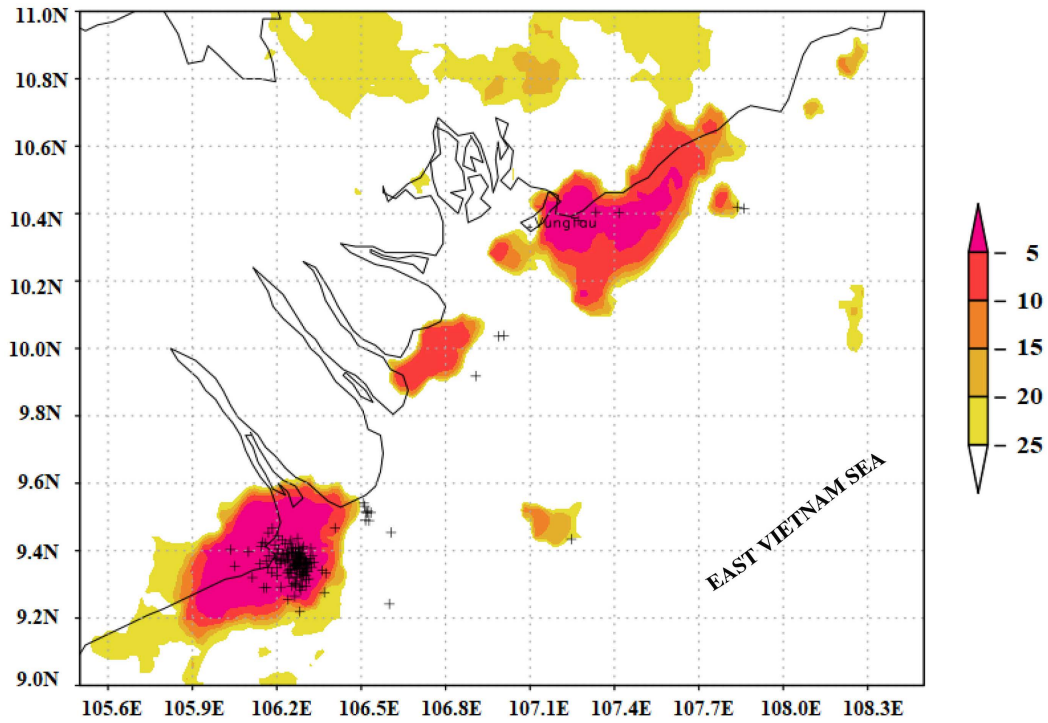 11.0N
10.8N
10.6N
10.4N
10.2N
10.0N
9.8N
9.6N
9.4N
9.2N
9.0N
VungTau
EAST VIETNAM SEA
105.6E 105.9E 106.2E 106.5E 106.8E 107.1E 107.4E 107.7E 108.0E 108.3E
5
10
15
20
25